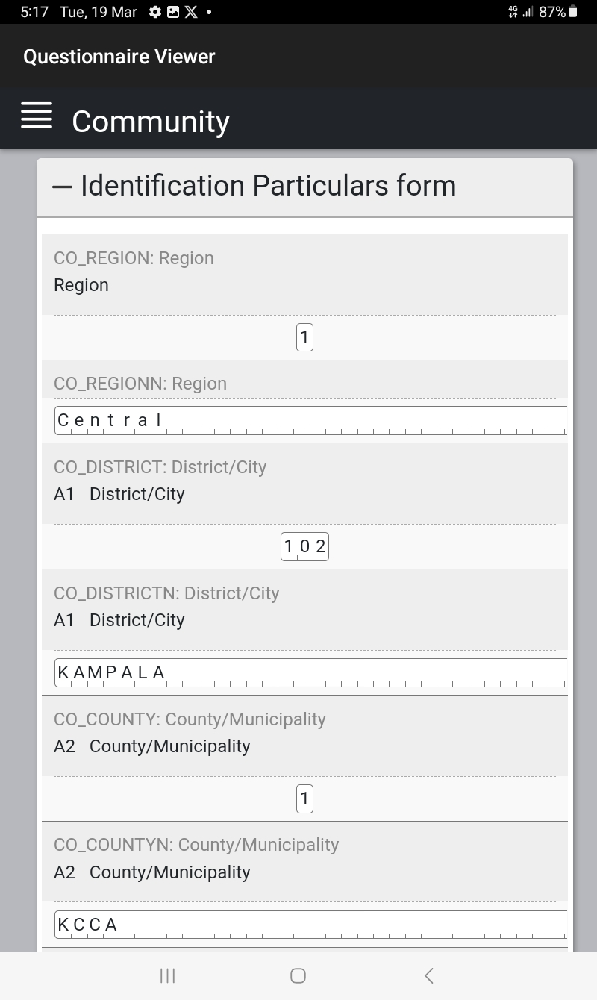 5:17 Tue, 19 Mar 4G 87%
Questionnaire Viewer
Community
— Identification Particulars form
CO_REGION: Region
Region
1
CO_REGIONN: Region
Central
CO_DISTRICT: District/City
A1 District/City
102
CO_DISTRICTN: District/City
A1 District/City
KAMPALA
CO_COUNTY: County/Municipality
A2 County/Municipality
1
CO_COUNTYN: County/Municipality
A2 County/Municipality
KCCA